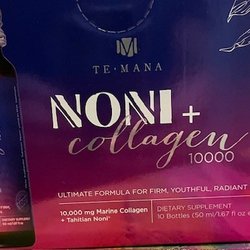 TE·MANA
NONI +
collagen
10000
ULTIMATE FORMULA FOR FIRM, YOUTHFUL, RADIANT
10,000 mg Marine Collagen
+ Tahitian Noni
DIETARY SUPPLEMENT
10 Bottles (50 ml/1.67 fl